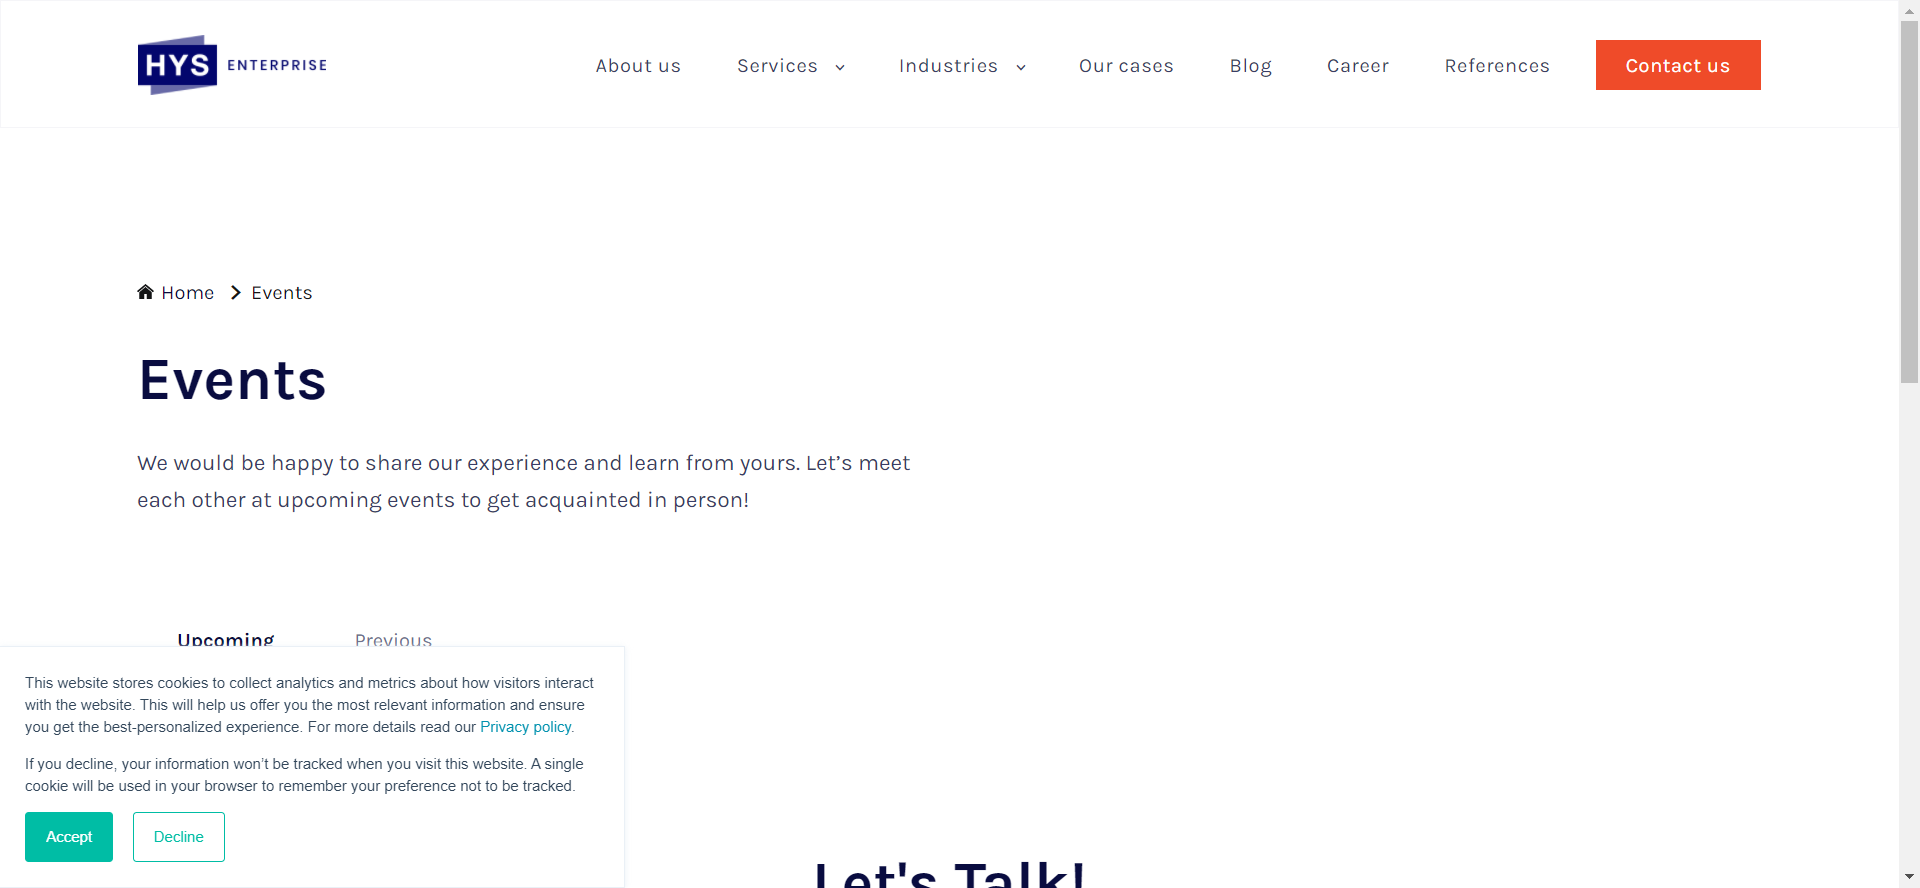 HYS ENTERPRISE
About us Services Industries Our cases Blog Career References Contact us
Home Events
Events
We would be happy to share our experience and learn from yours. Let’s meet
each other at upcoming events to get acquainted in person!
Upcoming Previous
This website stores cookies to collect analytics and metrics about how visitors interact
with the website. This will help us offer you the most relevant information and ensure
you get the best-personalized experience. For more details read our Privacy policy.
If you decline, your information won’t be tracked when you visit this website. A single
cookie will be used in your browser to remember your preference not to be tracked.
Accept Decline
Let's Talk!